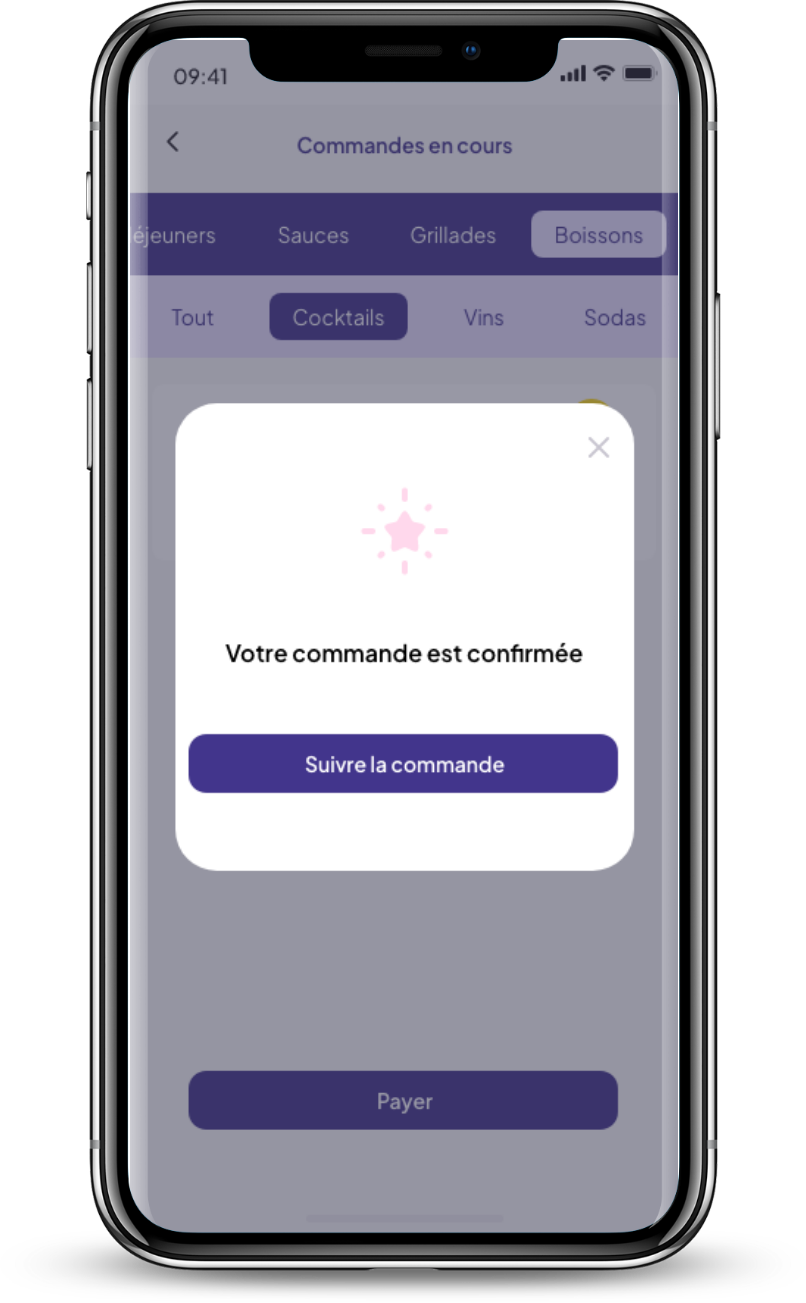 09:41
Commandes en cours
éjeuners Sauces Grillades Boissons
Tout Cocktails Vins Sodas
Votre commande est confirmée
Suivre la commande
Payer